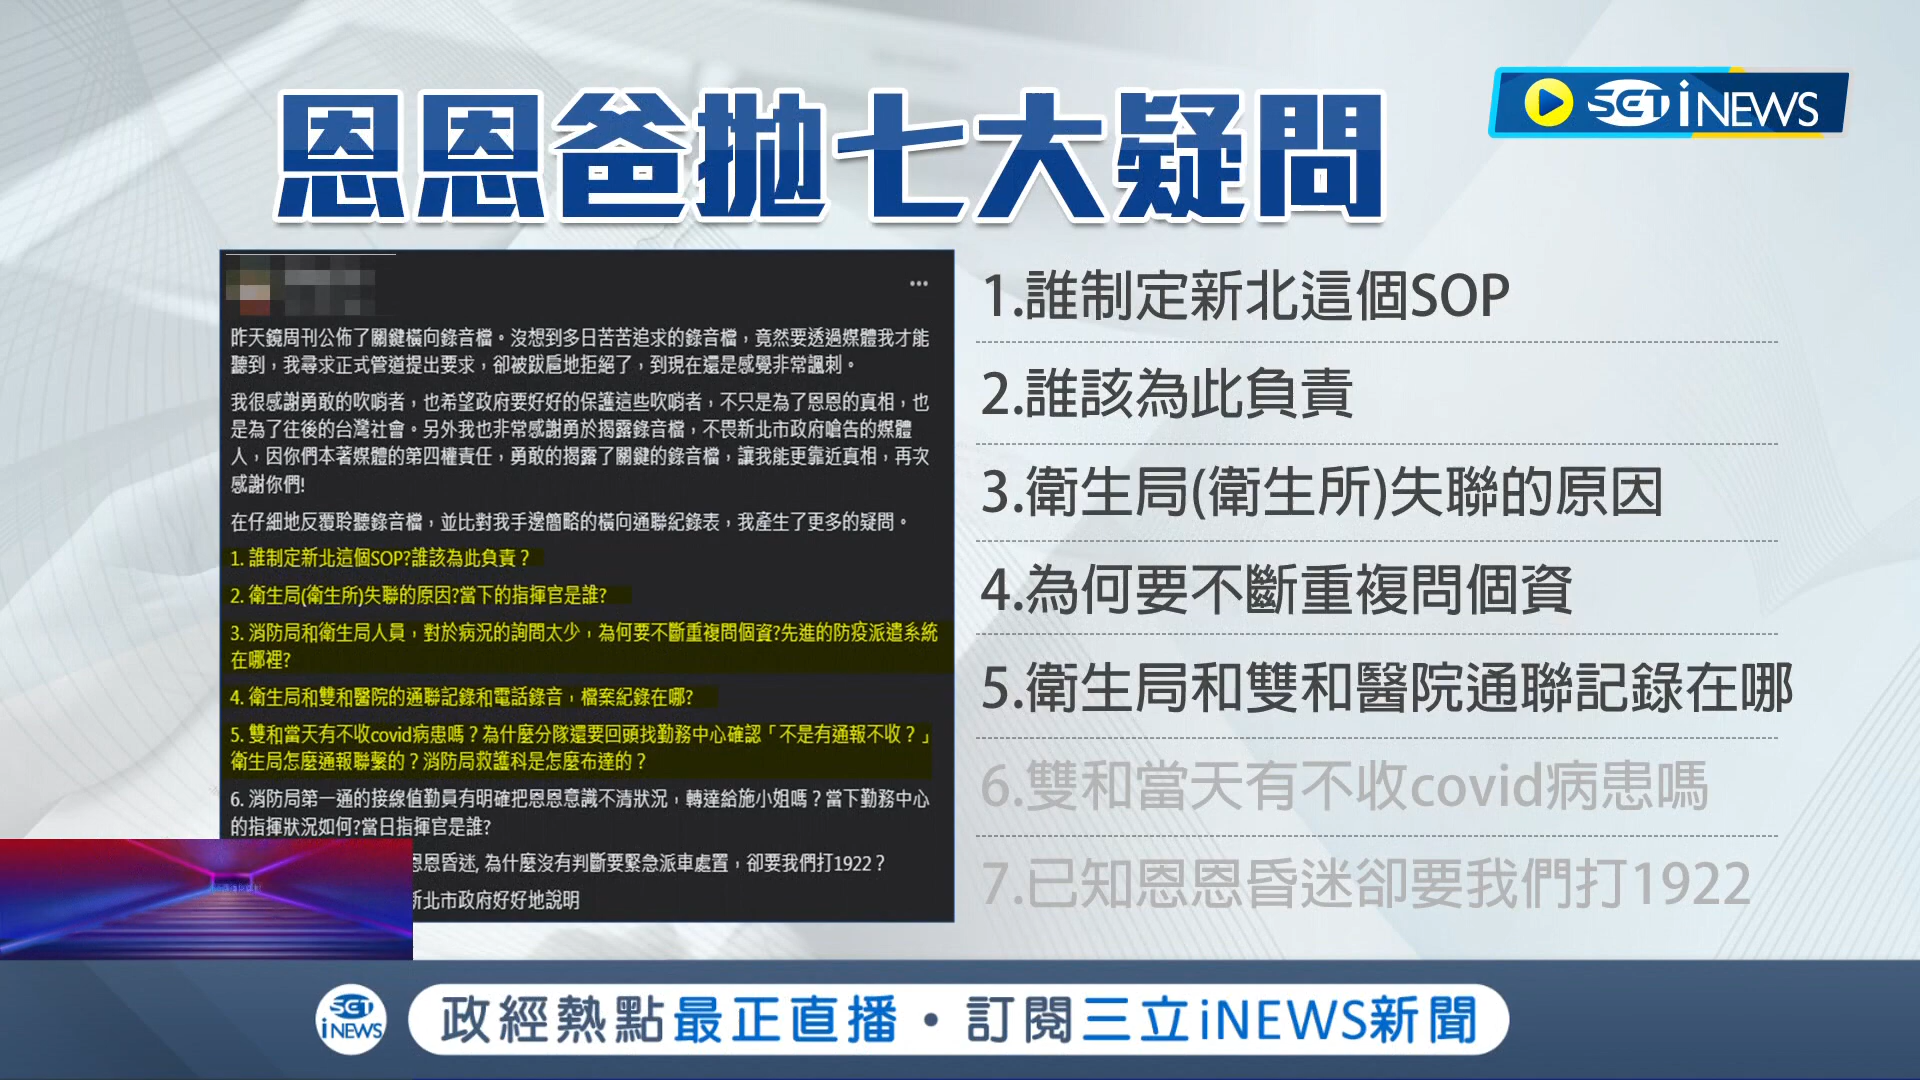 恩恩爸拋七大疑問
SET iNEWS
昨天鏡周刊公佈了關鍵橫向錄音檔。沒想到多日苦苦追求的錄音檔，竟然要透過媒體我才能
聽到，我尋求正式管道提出要求，卻被跋扈地拒絕了，到現在還是感覺非常諷刺。
我很感謝勇敢的吹哨者，也希望政府要好好的保護這些吹哨者，不只是為了恩恩的真相，也
是為了往後的台灣社會。另外我也非常感謝勇於揭露錄音檔，不畏新北市政府嗆告的媒體
人，因你們本著媒體的第四權責任，勇敢的揭露了關鍵的錄音檔，讓我能更靠近真相，再次
感謝你們!
在仔細地反覆聆聽錄音檔，並比對我手邊簡略的橫向通聯紀錄表，我產生了更多的疑問。
1. 誰制定新北這個SOP?誰該為此負責？
2. 衛生局(衛生所)失聯的原因?當下的指揮官是誰?
3. 消防局和衛生局人員，對於病況的詢問太少，為何要不斷重複問個資?先進的防疫派遣系統
在哪裡?
4. 衛生局和雙和醫院的通聯記錄和電話錄音，檔案紀錄在哪?
5. 雙和當天有不收covid病患嗎？為什麼分隊還要回頭找勤務中心確認「不是有通報不收？」
衛生局怎麼通報聯繫的？消防局救護科是怎麼布達的？
6. 消防局第一通的接線值勤員有明確把恩恩意識不清狀況，轉達給施小姐嗎？當下勤務中心
的指揮狀況如何?當日指揮官是誰?
恩恩昏迷, 為什麼沒有判斷要緊急派車處置，卻要我們打1922？
新北市政府好好地說明
1.誰制定新北這個SOP
2.誰該為此負責
3.衛生局(衛生所)失聯的原因
4.為何要不斷重複問個資
5.衛生局和雙和醫院通聯記錄在哪
6.雙和當天有不收covid病患嗎
7.已知恩恩昏迷卻要我們打1922
SET iNEWS
政經熱點最正直播・訂閱三立iNEWS新聞